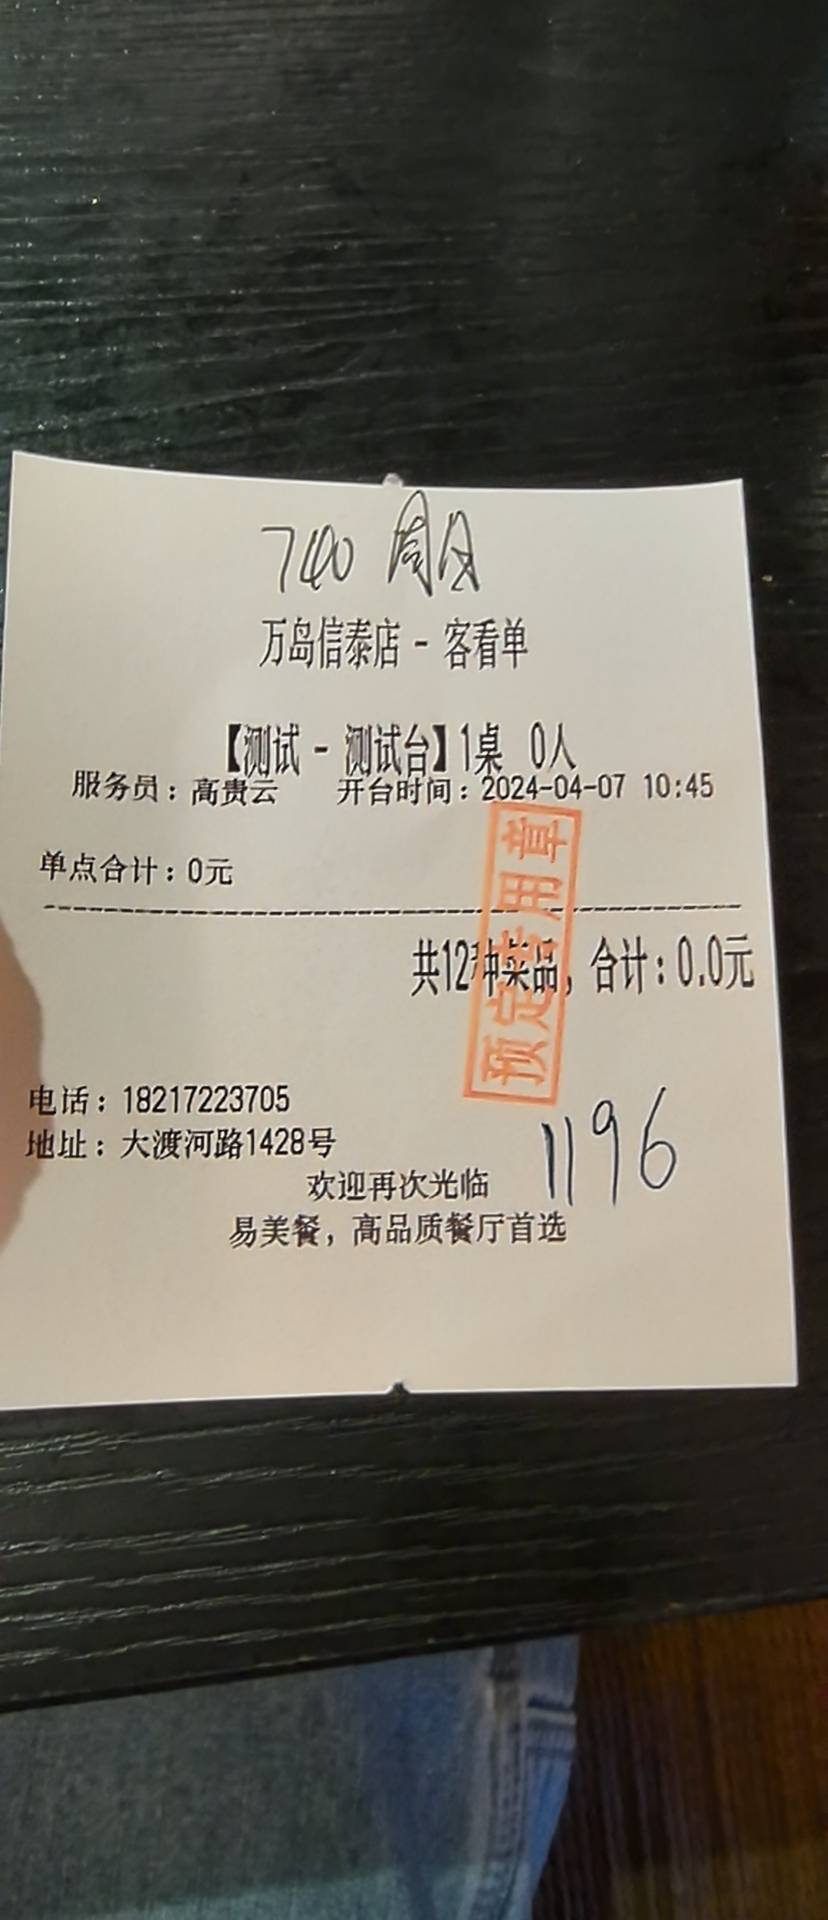 740
万岛信泰店 - 客看单
【测试 - 测试台】1桌 0人
服务员：高贵云 开台时间：2024-04-07 10:45
单点合计：0元
共12种菜品，合计：0.0元
预定专用章
电话：18217223705
地址：大渡河路1428号
1196
欢迎再次光临
易美餐，高品质餐厅首选